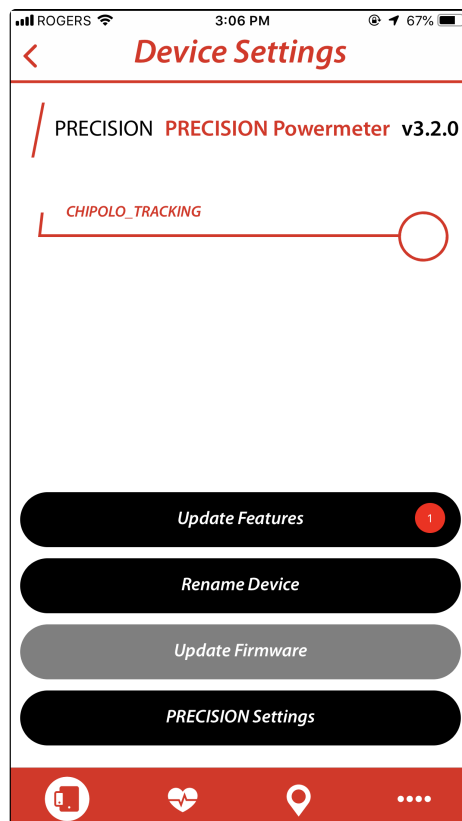 ROGERS 3:06 PM 67%
Device Settings
PRECISION PRECISION Powermeter v3.2.0
CHIPOLO_TRACKING
Update Features 1
Rename Device
Update Firmware
PRECISION Settings